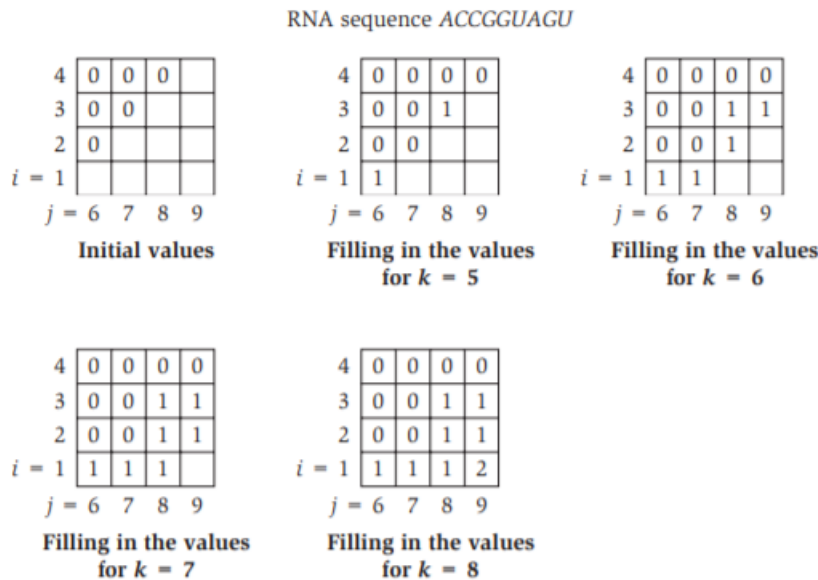 RNA sequence ACCGGUAGU
4 0 0 0
3 0 0
2 0
i = 1
j = 6 7 8 9
Initial values
4 0 0 0 0
3 0 0 1
2 0 0
i = 1 1
j = 6 7 8 9
Filling in the values
for k = 5
4 0 0 0 0
3 0 0 1 1
2 0 0 1
i = 1 1 1
j = 6 7 8 9
Filling in the values
for k = 6
4 0 0 0 0
3 0 0 1 1
2 0 0 1 1
i = 1 1 1 1
j = 6 7 8 9
Filling in the values
for k = 7
4 0 0 0 0
3 0 0 1 1
2 0 0 1 1
i = 1 1 1 1 2
j = 6 7 8 9
Filling in the values
for k = 8